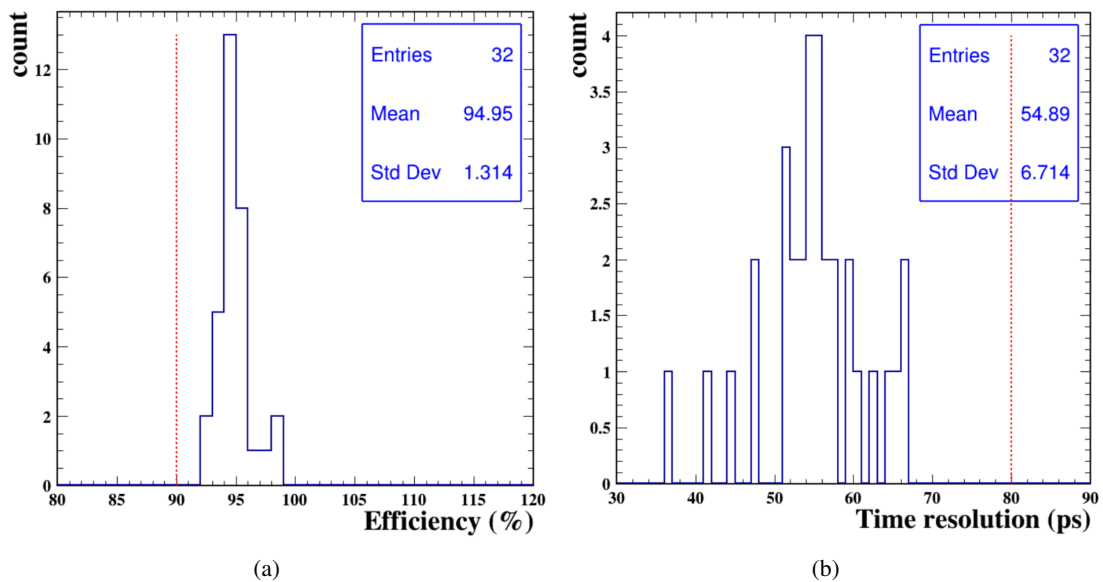 count
12
10
8
6
4
2
0
80 85 90 95 100 105 110 115 120
Efficiency (%)
Entries 32
Mean 94.95
Std Dev 1.314
(a)
count
4
3.5
3
2.5
2
1.5
1
0.5
0
30 40 50 60 70 80 90
Time resolution (ps)
Entries 32
Mean 54.89
Std Dev 6.714
(b)